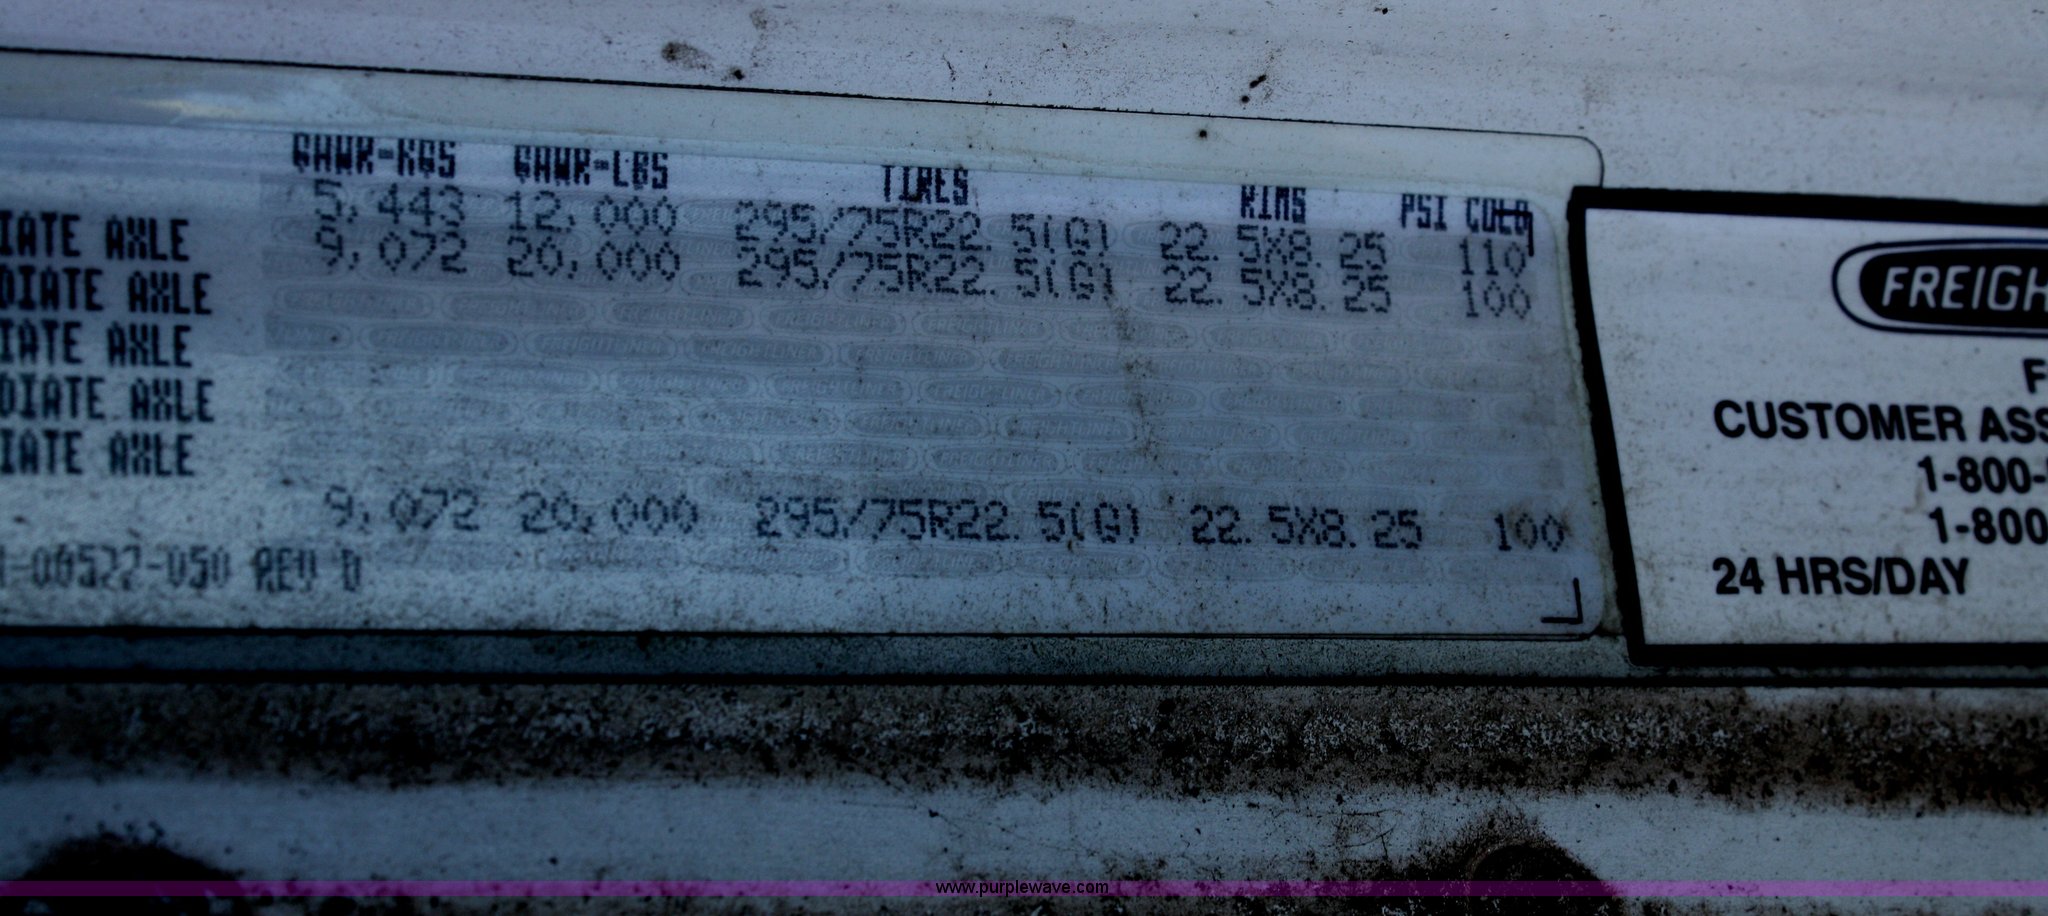 GAWR-KGS GAWR-LBS TIRES RIMS PSI COLD
5,443 12,000 295/75R22.5(G) 22.5X8.25 110
IATE AXLE 9,072 20,000 295/75R22.5(G) 22.5X8.25 100
DIATE AXLE
IATE AXLE
DIATE AXLE
IATE AXLE
9,072 20,000 295/75R22.5(G) 22.5X8.25 100
REV D
FREIGH
F
CUSTOMER ASS
1-800-
1-800
24 HRS/DAY
www.purplewave.com